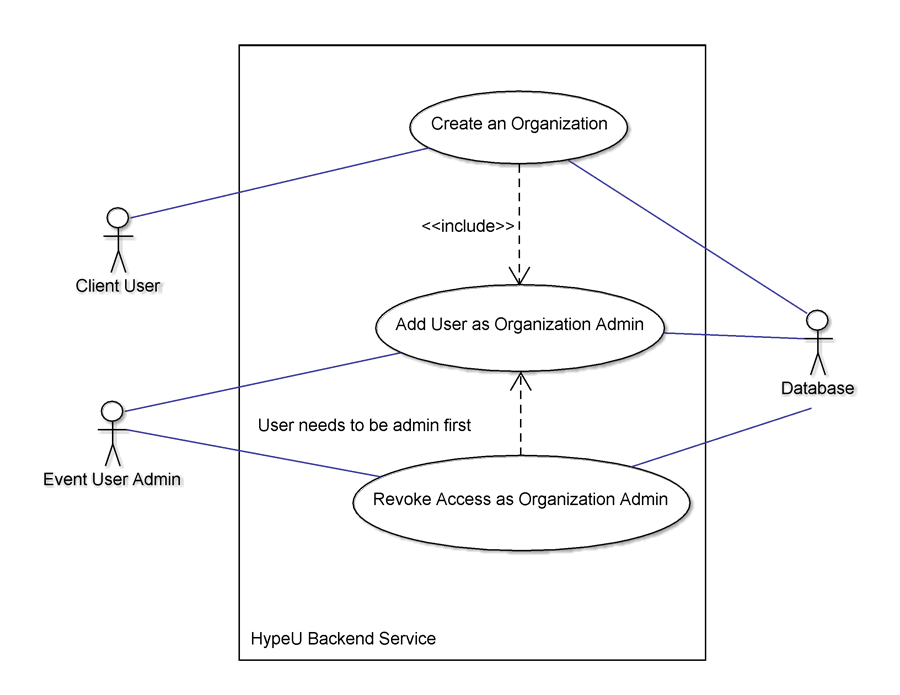 Create an Organization
<<include>>
Client User
Add User as Organization Admin
Database
User needs to be admin first
Event User Admin
Revoke Access as Organization Admin
HypeU Backend Service